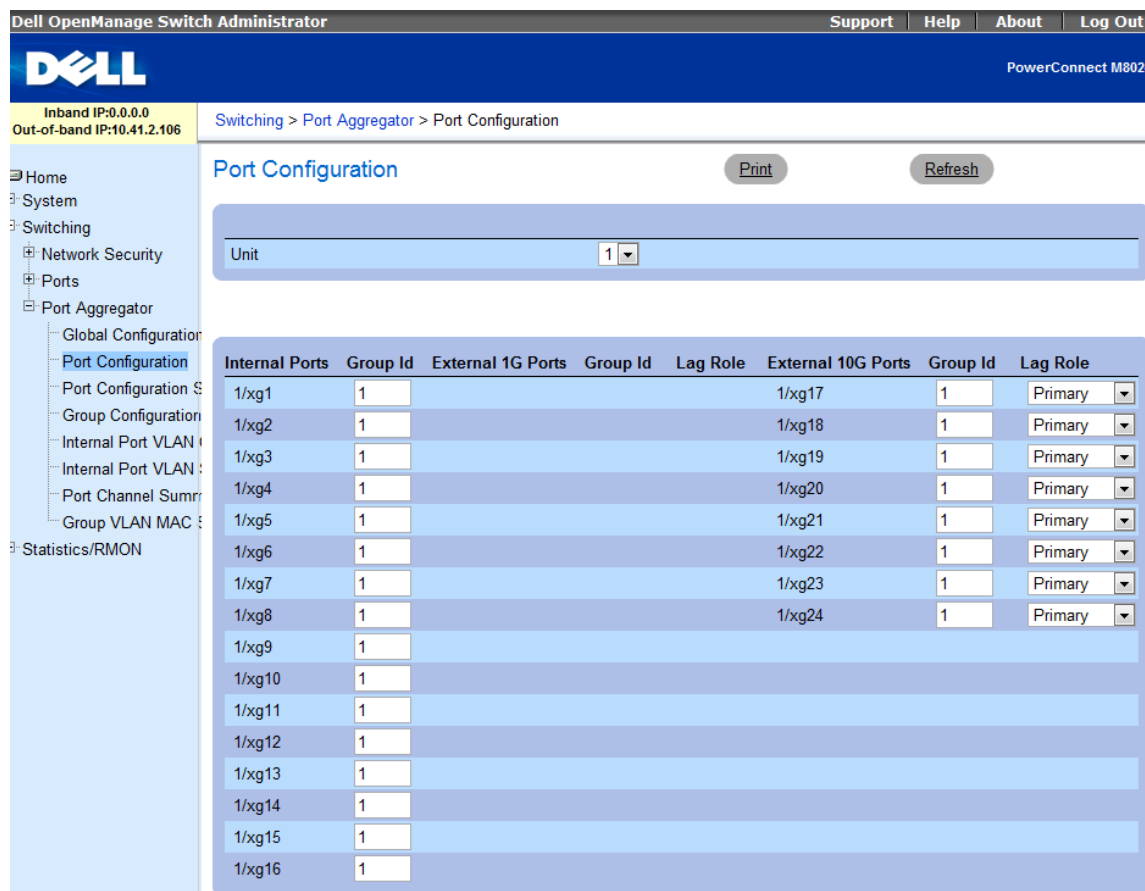 Dell OpenManage Switch Administrator Support Help About Log Out
DELL
PowerConnect M802
Inband IP:0.0.0.0
Out-of-band IP:10.41.2.106
Switching > Port Aggregator > Port Configuration
Home
System
Switching
Network Security
Ports
Port Aggregator
Global Configuration
Port Configuration
Port Configuration S
Group Configuration
Internal Port VLAN
Internal Port VLAN
Port Channel Summ
Group VLAN MAC S
Statistics/RMON
Port Configuration Print Refresh
Unit 1
Internal Ports Group Id External 1G Ports Group Id Lag Role External 10G Ports Group Id Lag Role
1/xg1 1 1/xg17 1 Primary
1/xg2 1 1/xg18 1 Primary
1/xg3 1 1/xg19 1 Primary
1/xg4 1 1/xg20 1 Primary
1/xg5 1 1/xg21 1 Primary
1/xg6 1 1/xg22 1 Primary
1/xg7 1 1/xg23 1 Primary
1/xg8 1 1/xg24 1 Primary
1/xg9 1
1/xg10 1
1/xg11 1
1/xg12 1
1/xg13 1
1/xg14 1
1/xg15 1
1/xg16 1